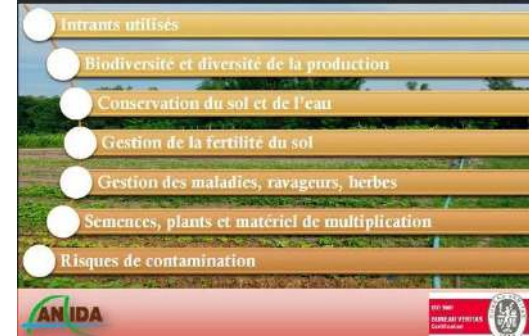 Intrants utilisés
Biodiversité et diversité de la production
Conservation du sol et de l'eau
Gestion de la fertilité du sol
Gestion des maladies, ravageurs, herbes
Semences, plants et matériel de multiplication
Risques de contamination
ANIDA
BUREAU VERITAS
Certification